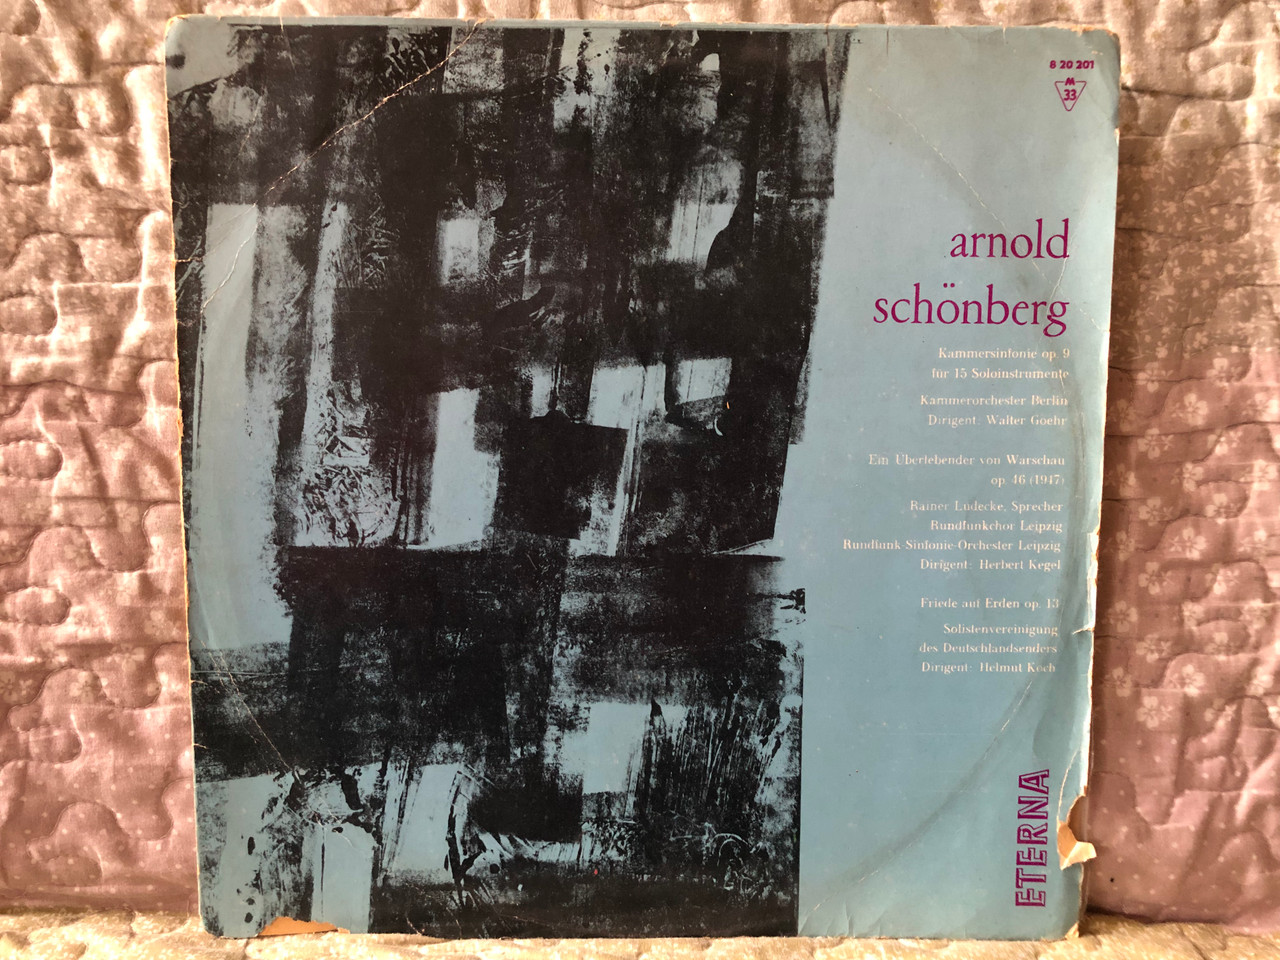 8 20 201
M
33
arnold
schönberg
Kammersinfonie op. 9
für 15 Soloinstrumente
Kammerorchester Berlin
Dirigent: Walter Goehr
Ein Überlebender von Warschau
op. 46 (1947)
Rainer Lüdecke, Sprecher
Rundfunkchor Leipzig
Rundfunk-Sinfonie-Orchester Leipzig
Dirigent: Herbert Kegel
Friede auf Erden op. 13
Solistenvereinigung
des Deutschlandsenders
Dirigent: Helmut Koch
ETERNA